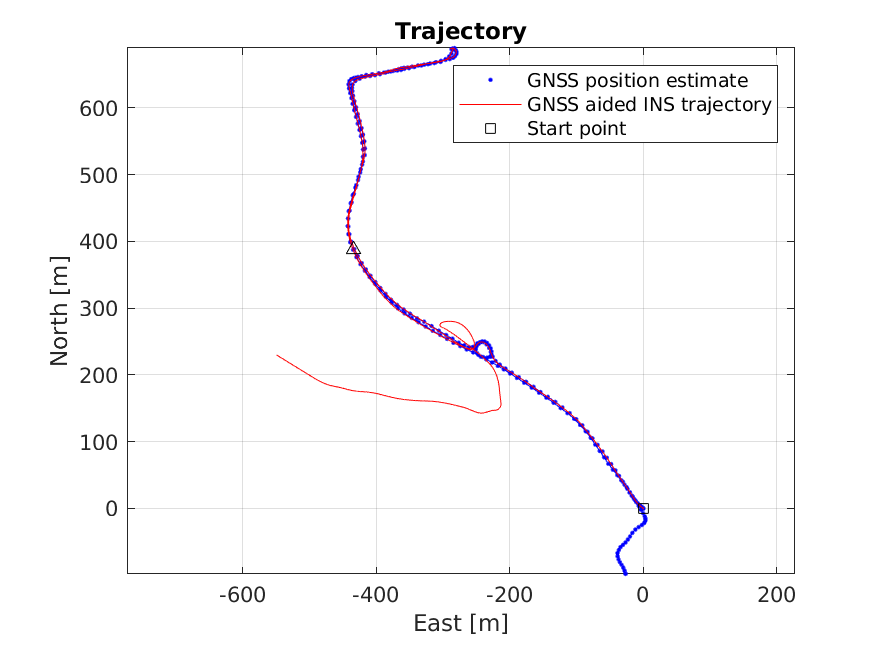 Trajectory
GNSS position estimate
GNSS aided INS trajectory
Start point
North [m]
600
500
400
300
200
100
0
-600
-400
-200
0
200
East [m]